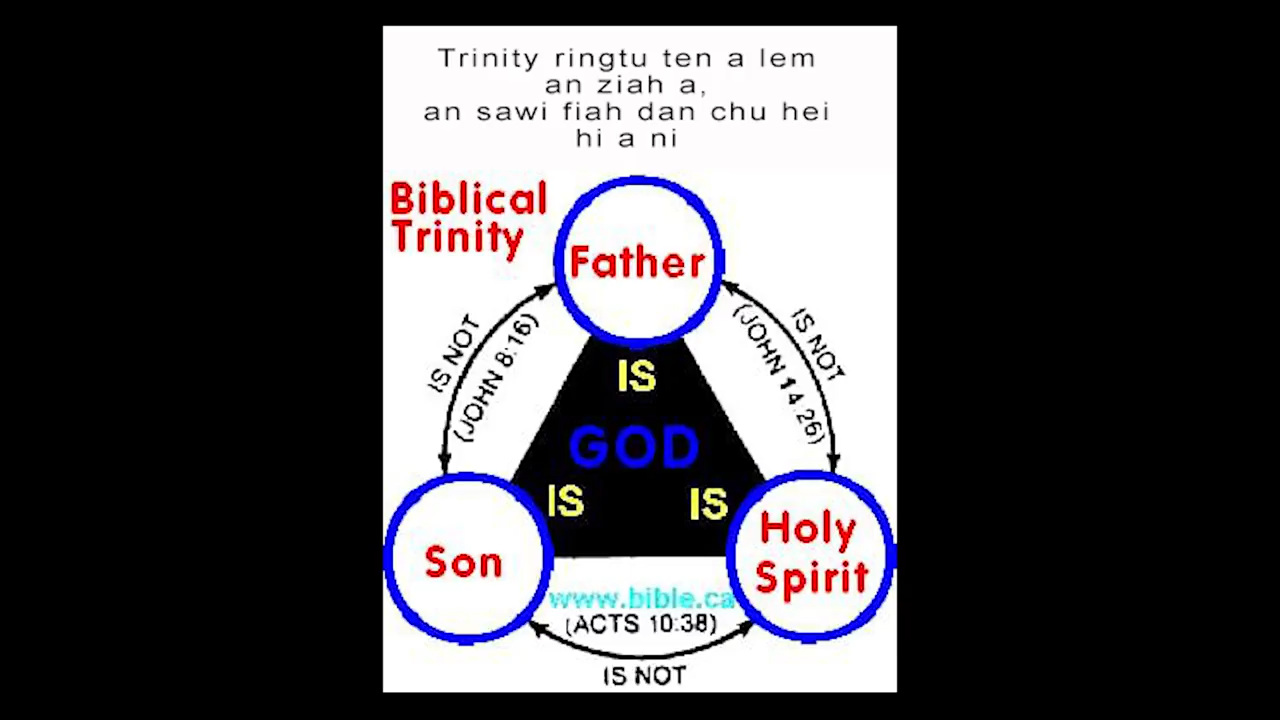 Trinity ringtu ten a lem
an ziah a,
an sawi fiah dan chu hei
hi a ni
Biblical
Trinity
Father
IS NOT
(JOHN 8:16)
IS NOT
(JOHN 14:26)
IS
GOD
IS
IS
Son
Holy
Spirit
www.bible.ca
(ACTS 10:38)
IS NOT